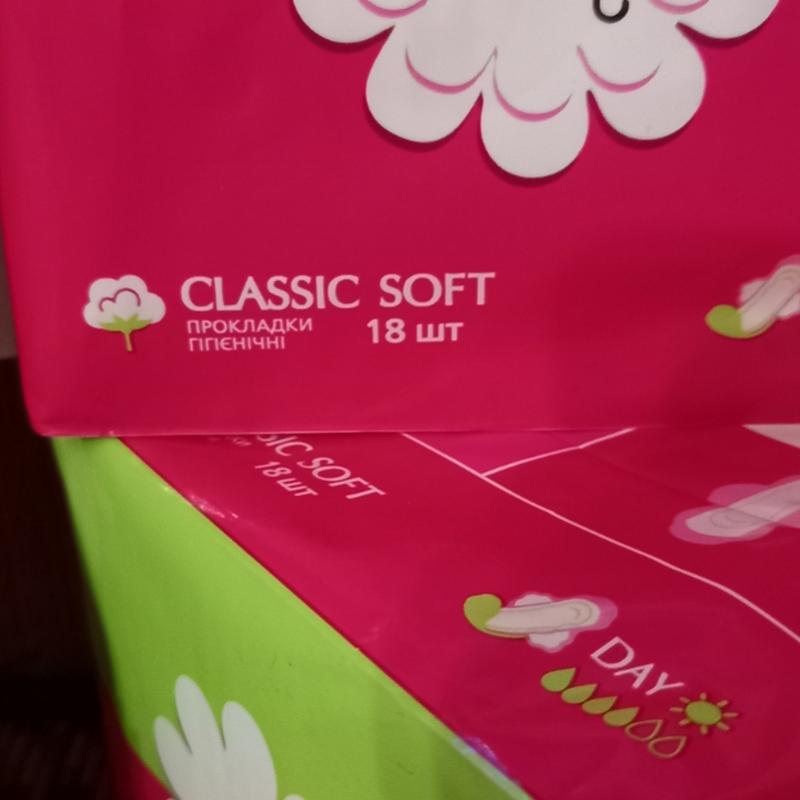 CLASSIC SOFT
ПРОКЛАДКИ
ГІГІЄНІЧНІ
18 шт
SIC SOFT
18 шт
DAY